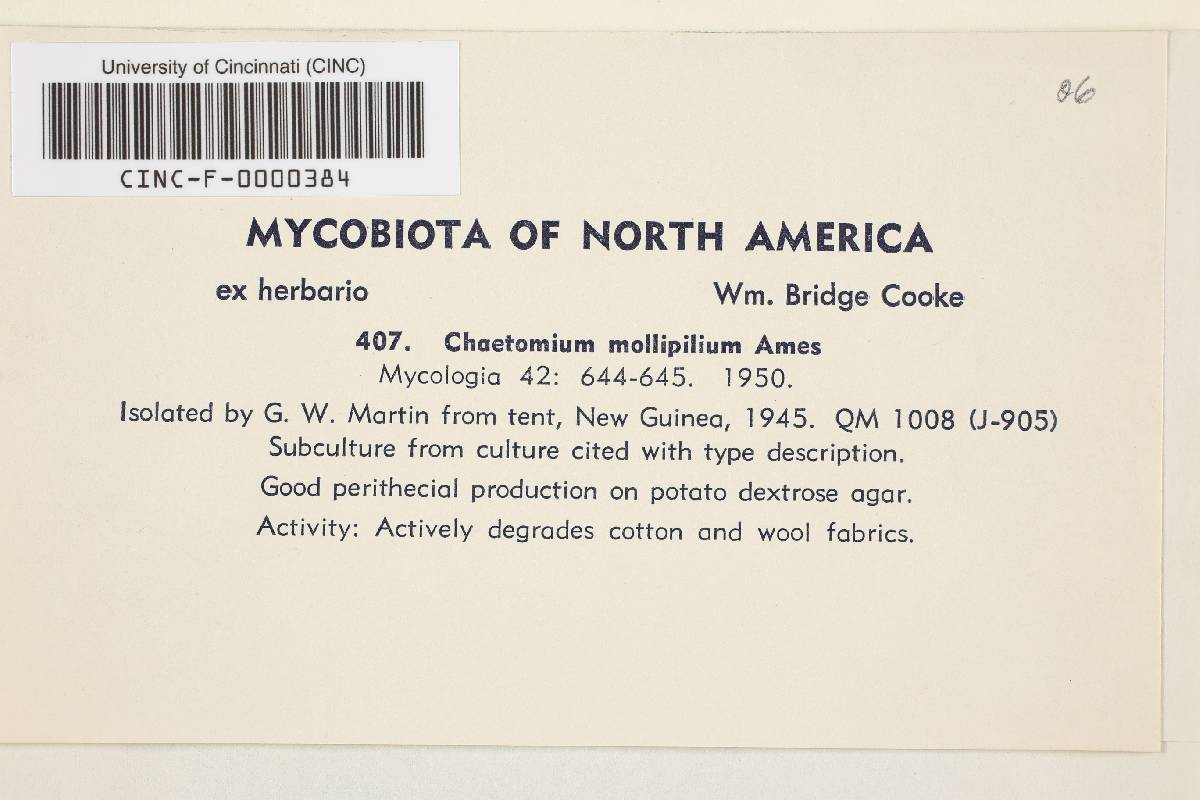 University of Cincinnati (CINC)
CINC-F-0000384
06
MYCOBIOTA OF NORTH AMERICA
ex herbario Wm. Bridge Cooke
407. Chaetomium mollipilium Ames
Mycologia 42: 644-645. 1950.
Isolated by G. W. Martin from tent, New Guinea, 1945. QM 1008 (J-905)
Subculture from culture cited with type description.
Good perithecial production on potato dextrose agar.
Activity: Actively degrades cotton and wool fabrics.